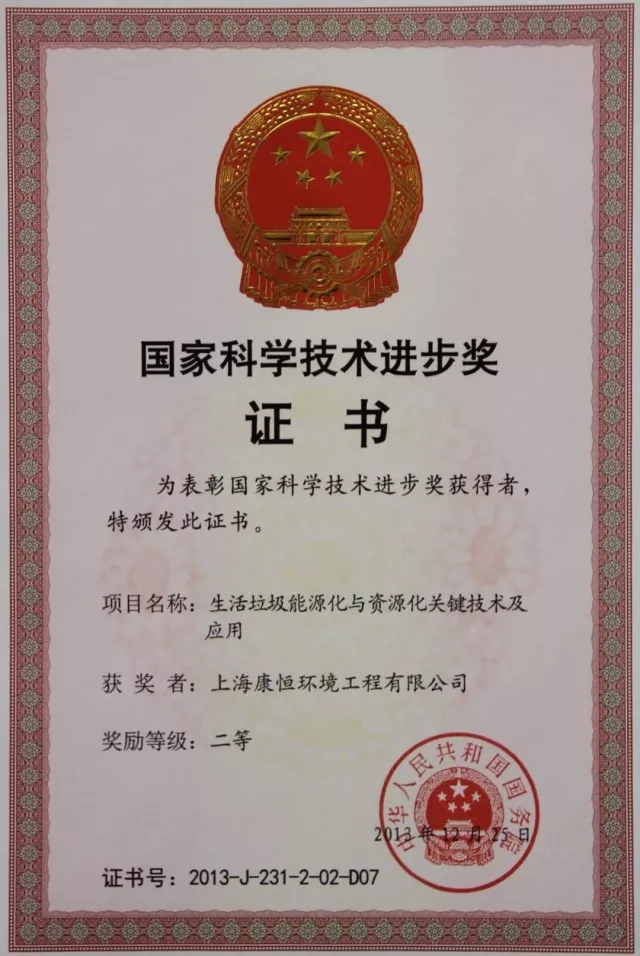 国家科学技术进步奖
证书
为表彰国家科学技术进步奖获得者，
特颁发此证书。
项目名称：生活垃圾能源化与资源化关键技术及
应用
获奖者：上海康恒环境工程有限公司
奖励等级：二等
中华人民共和国国务院
2013年12月25日
证书号：2013-J-231-2-02-D07